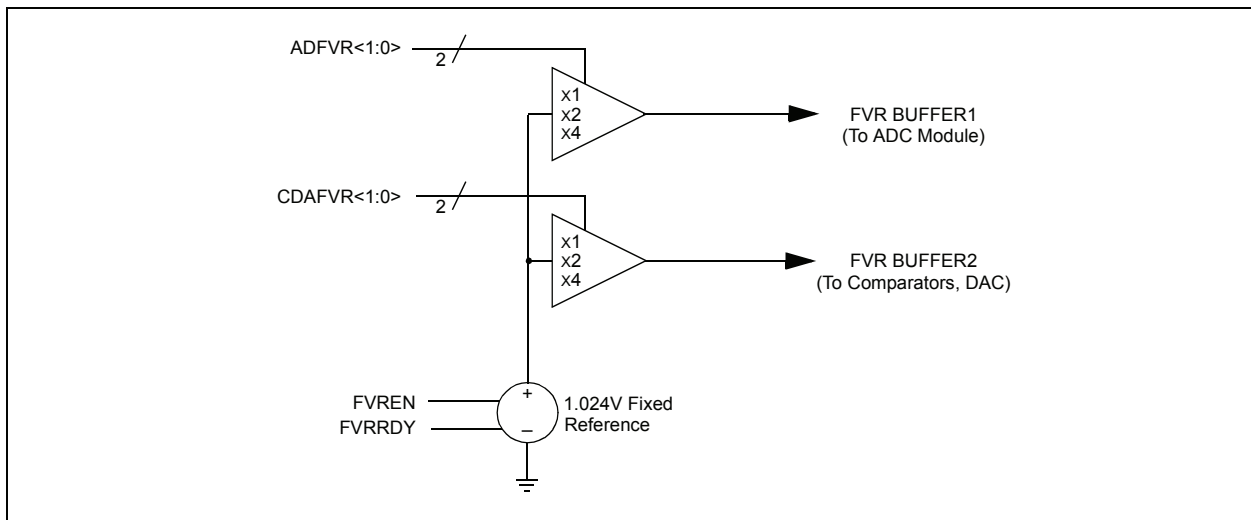 ADFVR<1:0>
2
X1
X2
X4
FVR BUFFER1
(To ADC Module)
CDAFVR<1:0>
2
X1
X2
X4
FVR BUFFER2
(To Comparators, DAC)
FVREN
FVRRDY
+
_
1.024V Fixed
Reference